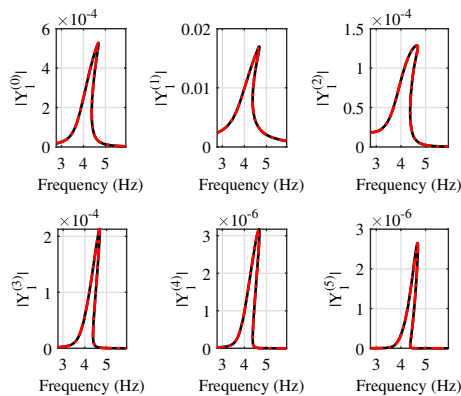 ×10⁻⁴ ×10⁻⁴
6 4 2 0 |Y₁⁽⁰⁾| 3 4 5 Frequency (Hz)
0.02 0.01 0 |Y₁⁽¹⁾| 3 4 5 Frequency (Hz)
1.5 1 0.5 0 |Y₁⁽²⁾| 3 4 5 Frequency (Hz)
×10⁻⁴ ×10⁻⁶ ×10⁻⁶
2 1 0 |Y₁⁽³⁾| 3 4 5 Frequency (Hz)
3 2 1 0 |Y₁⁽⁴⁾| 3 4 5 Frequency (Hz)
3 2 1 0 |Y₁⁽⁵⁾| 3 4 5 Frequency (Hz)